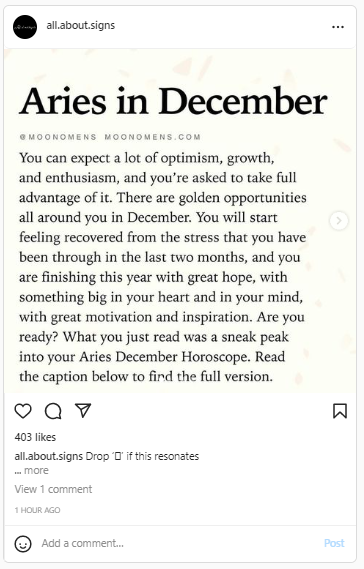 all.about.signs
Aries in December
@MOONOMENS MOONOMENS.COM
You can expect a lot of optimism, growth,
and enthusiasm, and you're asked to take full
advantage of it. There are golden opportunities
all around you in December. You will start
feeling recovered from the stress that you have
been through in the last two months, and you
are finishing this year with great hope, with
something big in your heart and in your mind,
with great motivation and inspiration. Are you
ready? What you just read was a sneak peak
into your Aries December Horoscope. Read
the caption below to find the full version.
403 likes
all.about.signs Drop '▯' if this resonates
... more
View 1 comment
1 HOUR AGO
Add a comment... Post